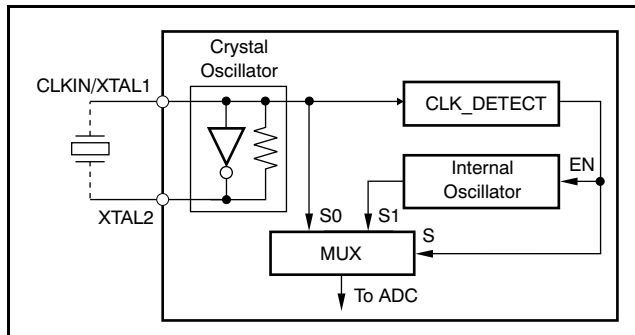 Crystal
Oscillator
CLKIN/XTAL1
CLK_DETECT
Internal
Oscillator
EN
XTAL2
S0
S1
S
MUX
To ADC